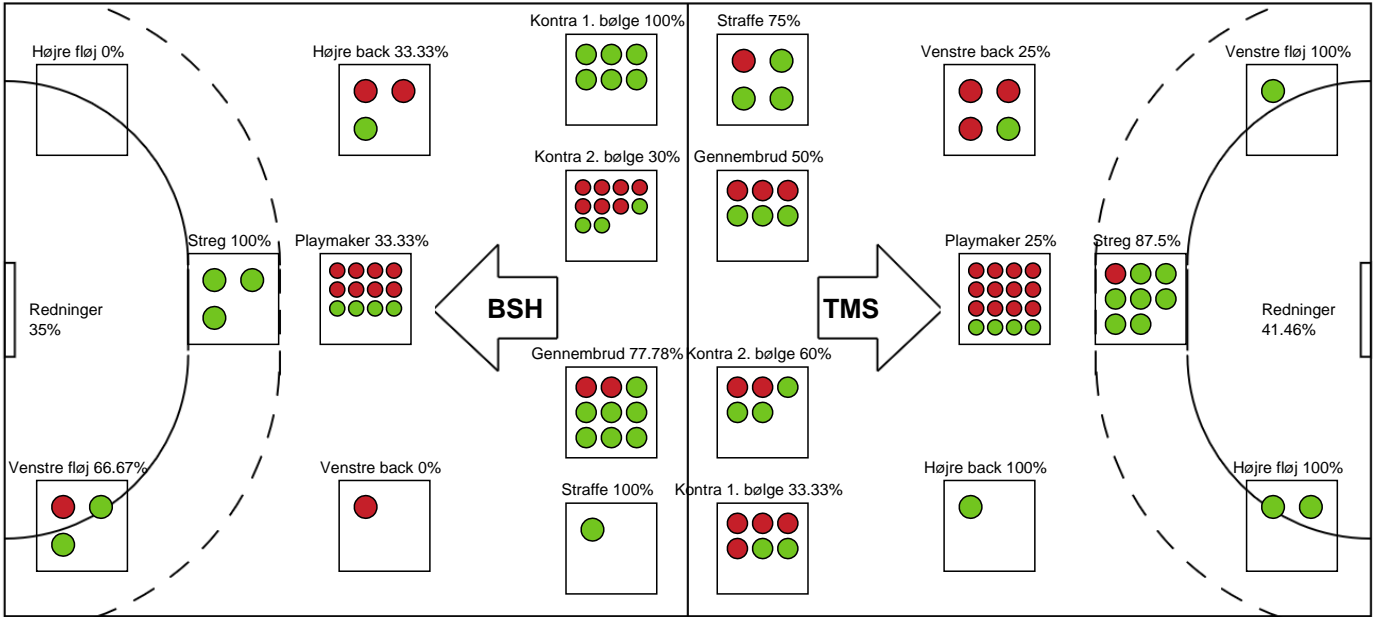 Kontra 1. bølge 100%
Straffe 75%
Højre fløj 0%
Højre back 33.33%
Venstre back 25%
Venstre fløj 100%
Kontra 2. bølge 30%
Gennembrud 50%
Streg 100%
Playmaker 33.33%
Playmaker 25%
Streg 87.5%
Redninger
35%
BSH
TMS
Redninger
41.46%
Gennembrud 77.78%
Kontra 2. bølge 60%
Venstre fløj 66.67%
Venstre back 0%
Straffe 100%
Kontra 1. bølge 33.33%
Højre back 100%
Højre fløj 100%